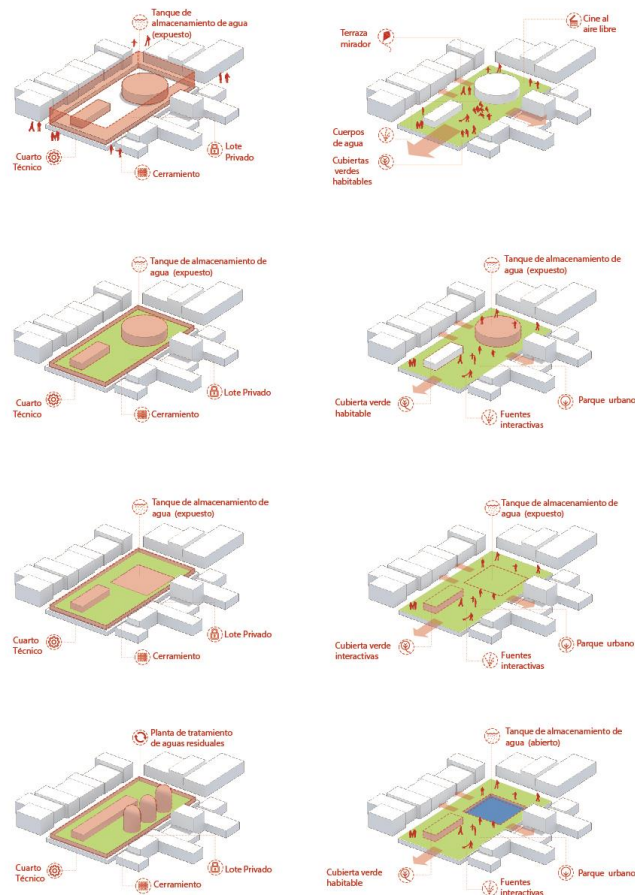 Tanque de
almacenamiento de agua
(expuesto)
Cuarto
Técnico
Cerramiento
Lote
Privado
Terraza
mirador
Cine al
aire libre
Cuerpos
de agua
Cubiertas
verdes
habitables
Tanque de almacenamiento de
agua (expuesto)
Cuarto
Técnico
Cerramiento
Lote Privado
Tanque de almacenamiento de
agua (expuesto)
Cubierta verde
habitable
Fuentes
interactivas
Parque urbano
Tanque de almacenamiento de
agua (expuesto)
Cuarto
Técnico
Cerramiento
Lote Privado
Tanque de almacenamiento de
agua (expuesto)
Cubierta verde
interactivas
Fuentes
interactivas
Parque urbano
Planta de tratamiento
de aguas residuales
Cuarto
Técnico
Cerramiento
Lote Privado
Tanque de almacenamiento de
agua (abierto)
Cubierta verde
habitable
Fuentes
interactivas
Parque urbano